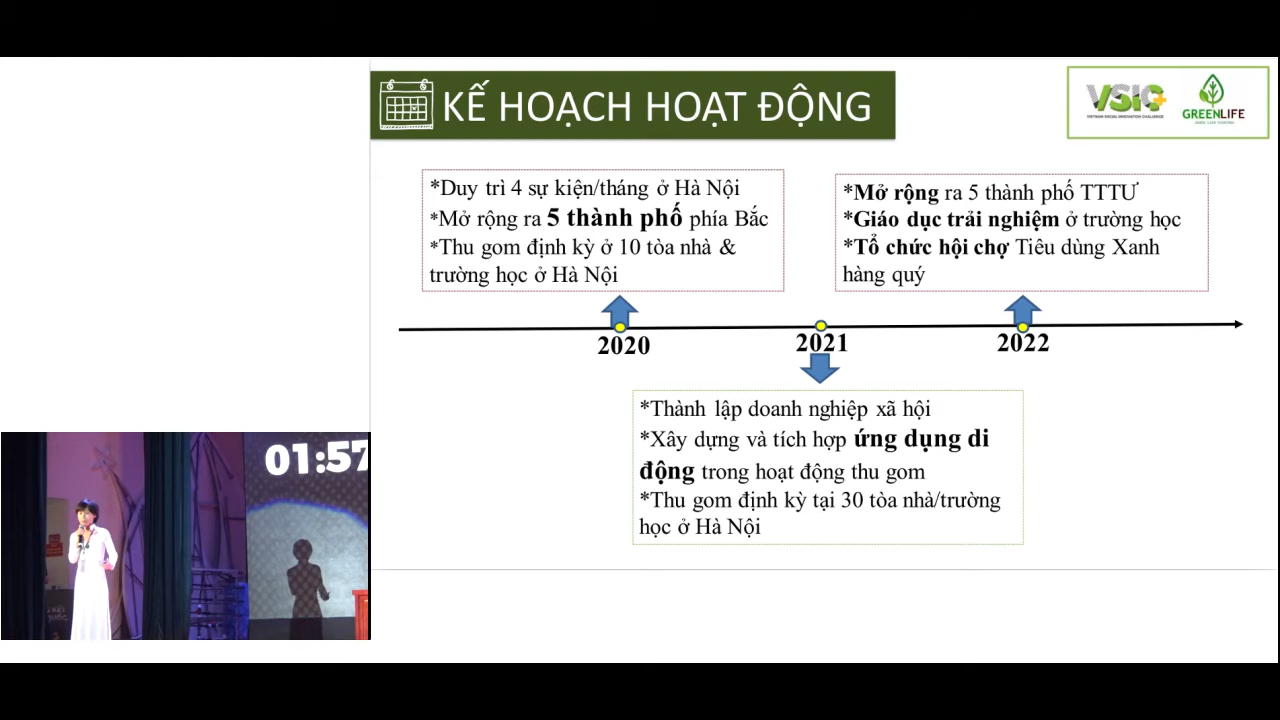 KẾ HOẠCH HOẠT ĐỘNG
VSIC
VIETNAM SOCIAL INNOVATION CHALLENGE
GREENLIFE
*Duy trì 4 sự kiện/tháng ở Hà Nội
*Mở rộng ra 5 thành phố phía Bắc
*Thu gom định kỳ ở 10 tòa nhà &
trường học ở Hà Nội
*Mở rộng ra 5 thành phố TTTƯ
*Giáo dục trải nghiệm ở trường học
*Tổ chức hội chợ Tiêu dùng Xanh
hàng quý
2020
2021
2022
*Thành lập doanh nghiệp xã hội
*Xây dựng và tích hợp ứng dụng di
động trong hoạt động thu gom
*Thu gom định kỳ tại 30 tòa nhà/trường
học ở Hà Nội
01:57